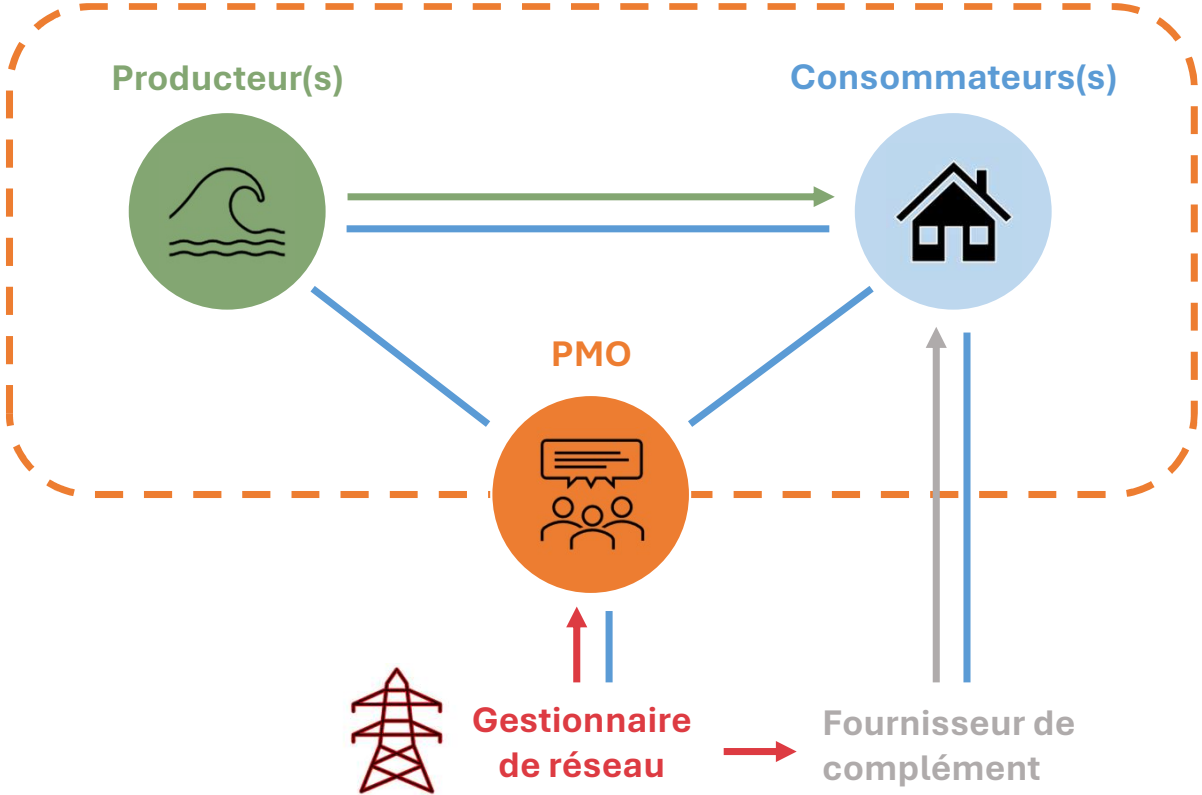 Producteur(s)
Consommateurs(s)
PMO
Gestionnaire
de réseau
Fournisseur de
complément